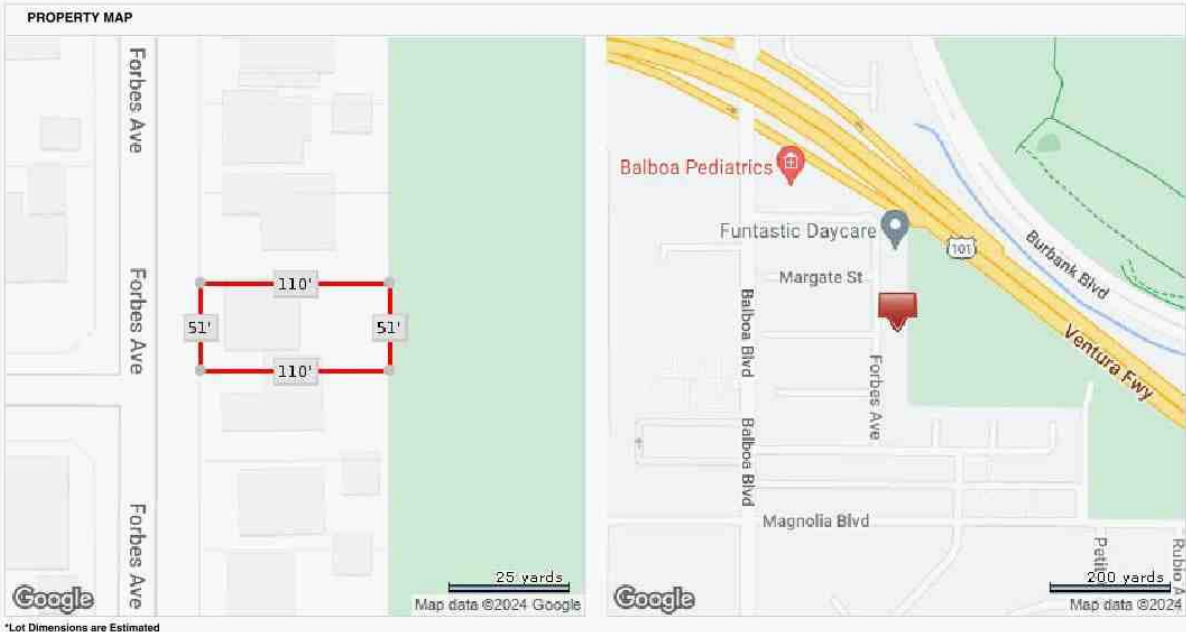 PROPERTY MAP
Forbes Ave
Forbes Ave
Forbes Ave
110'
51'
51'
110'
25 yards
Google
Map data ©2024 Google
Balboa Pediatrics
Funtastic Daycare
101
Burbank Blvd
Margate St
Balboa Blvd
Forbes Ave
Ventura Fwy
Balboa Blvd
Magnolia Blvd
Petit
Rubio A
200 yards
Google
Map data ©2024
*Lot Dimensions are Estimated